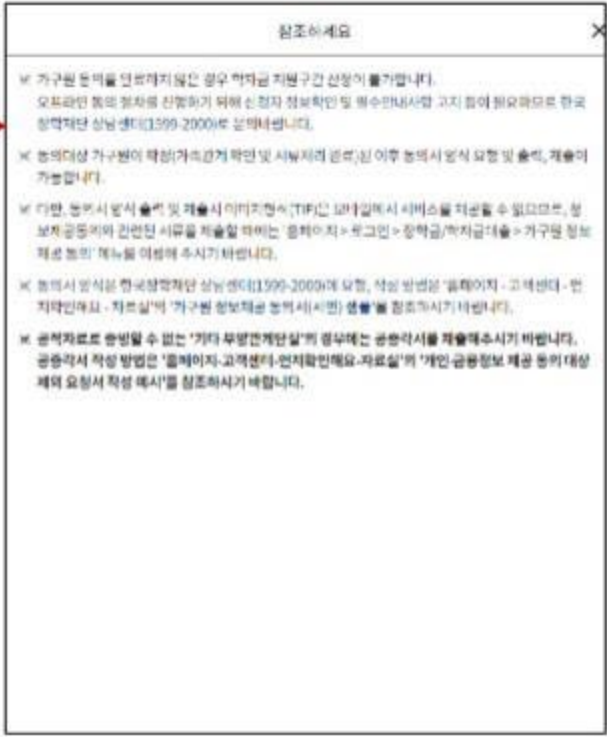 참조하세요
※ 가구원 동의를 완료하지 않은 경우 학자금 지원구간 산정이 불가합니다.
오프라인 동의 절차를 진행하기 위해 신청자 정보확인 및 필수안내사항 고지 등이 필요하므로 한국
장학재단 상담센터(1599-2000)로 문의바랍니다.
※ 동의대상 가구원이 확정(가족관계 확인 및 서류처리 완료)된 이후 동의서 양식 요청 및 출력, 제출이
가능합니다.
※ 다만, 동의서 양식 출력 및 제출시 이미지형식(TIF)은 모바일에서 서비스를 제공할 수 없으므로, 정
보제공동의와 관련된 서류를 제출할 때에는 '홈페이지 > 로그인 > 장학금/학자금대출 > 가구원 정보
제공 동의' 메뉴를 이용해 주시기 바랍니다.
※ 동의서 양식은 한국장학재단 상담센터(1599-2000)에 요청, 작성 방법은 '홈페이지 - 고객센터 - 먼
저확인해요 - 자료실'의 '가구원 정보제공 동의서(서면) 샘플'을 참조하시기 바랍니다.
※ 공적자료로 증빙할 수 없는 '기타 부양관계단절'의 경우에는 공증각서를 제출해주시기 바랍니다.
공증각서 작성 방법은 '홈페이지-고객센터-먼저확인해요-자료실'의 '개인·금융정보 제공 동의 대상
제외 요청서 작성 예시'를 참조하시기 바랍니다.